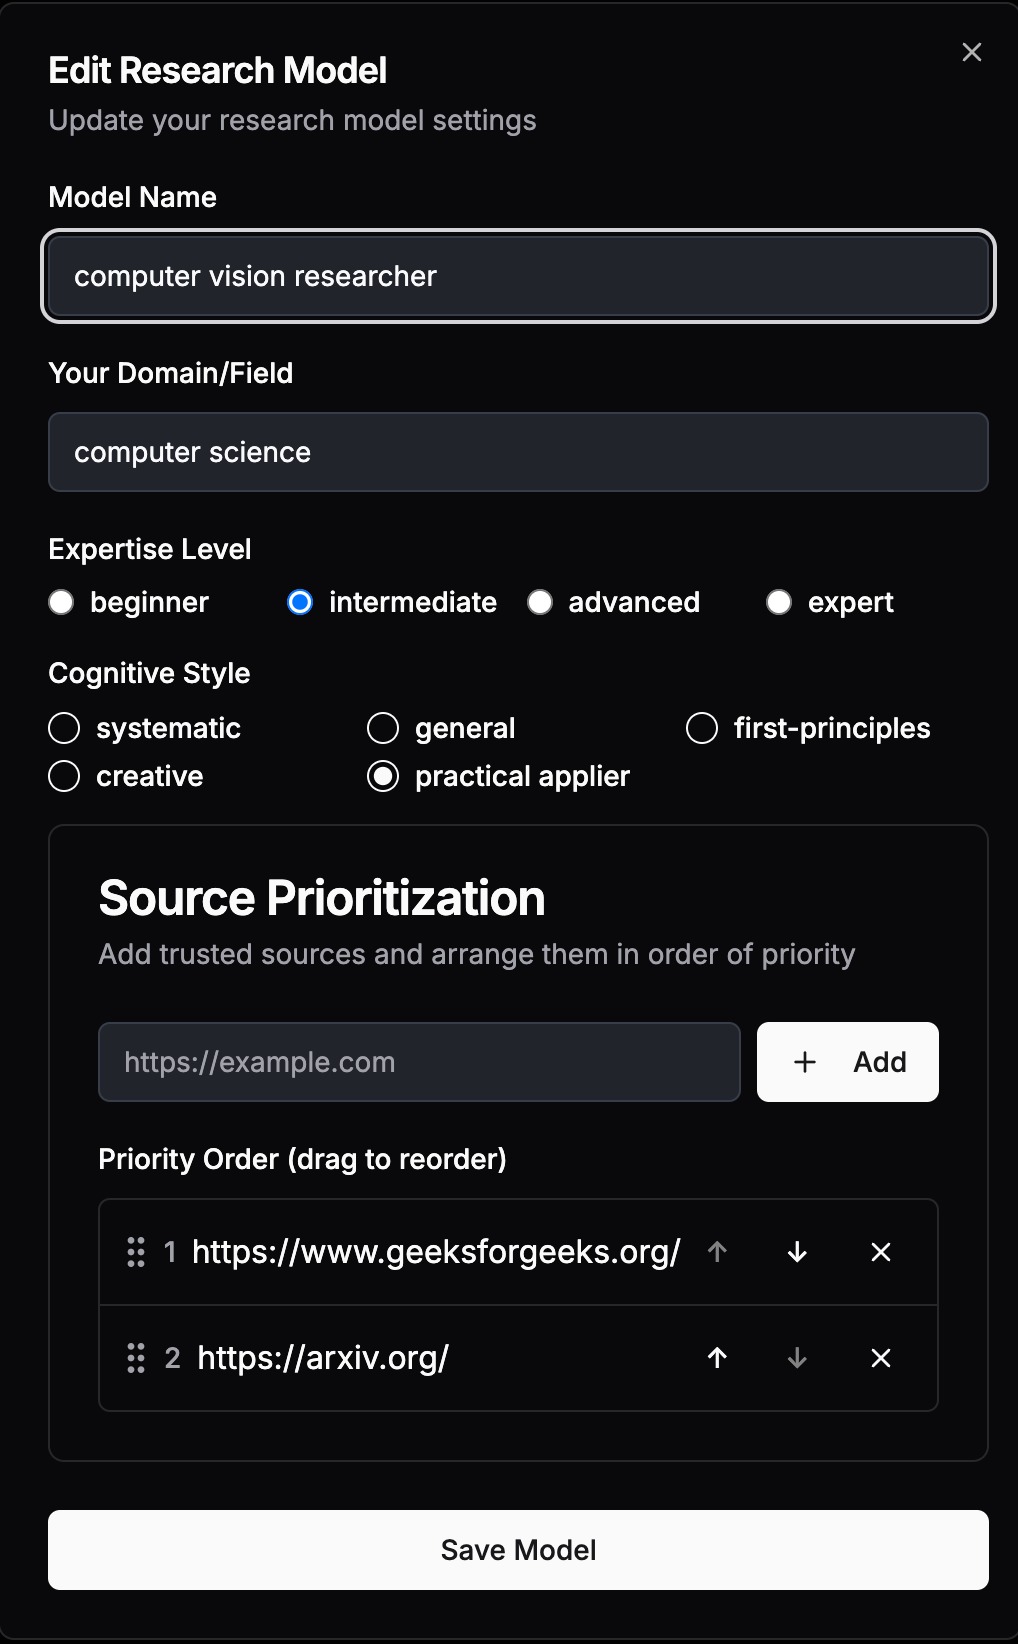 Edit Research Model
Update your research model settings
Model Name
computer vision researcher
Your Domain/Field
computer science
Expertise Level
beginner intermediate advanced expert
Cognitive Style
systematic general first-principles
creative practical applier
Source Prioritization
Add trusted sources and arrange them in order of priority
https://example.com + Add
Priority Order (drag to reorder)
1 https://www.geeksforgeeks.org/
2 https://arxiv.org/
Save Model